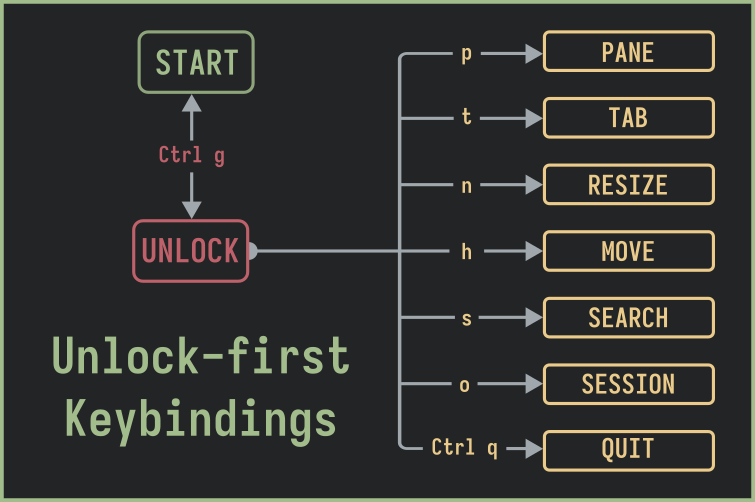 START
Ctrl g
UNLOCK
Unlock-first
Keybindings
p
PANE
t
TAB
n
RESIZE
h
MOVE
s
SEARCH
o
SESSION
Ctrl q
QUIT